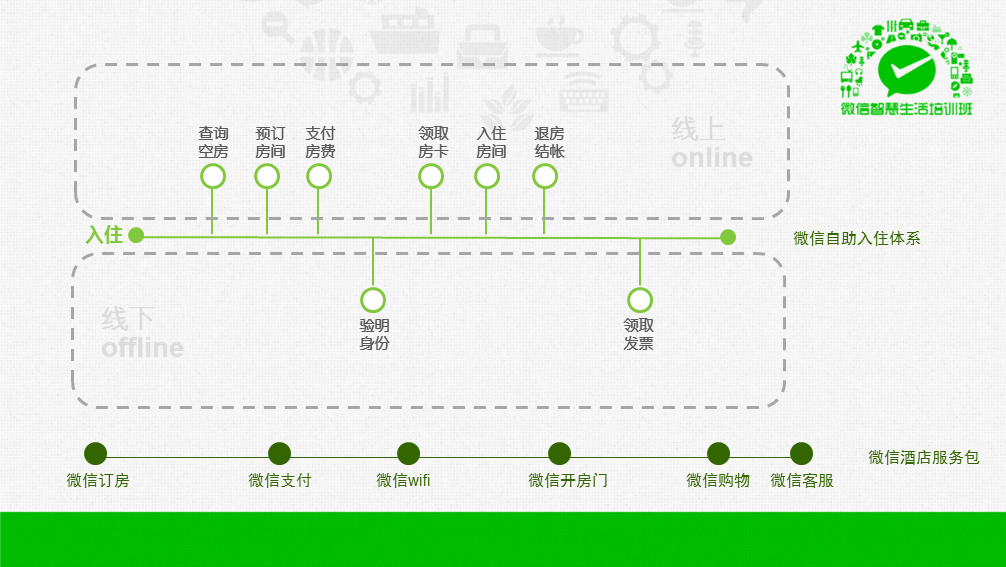 微信智慧生活培训班
查询
空房
预订
房间
支付
房费
领取
房卡
入住
房间
退房
结帐
线上
online
入住
微信自助入住体系
线下
offline
验明
身份
领取
发票
微信订房
微信支付
微信wifi
微信开房门
微信购物
微信客服
微信酒店服务包